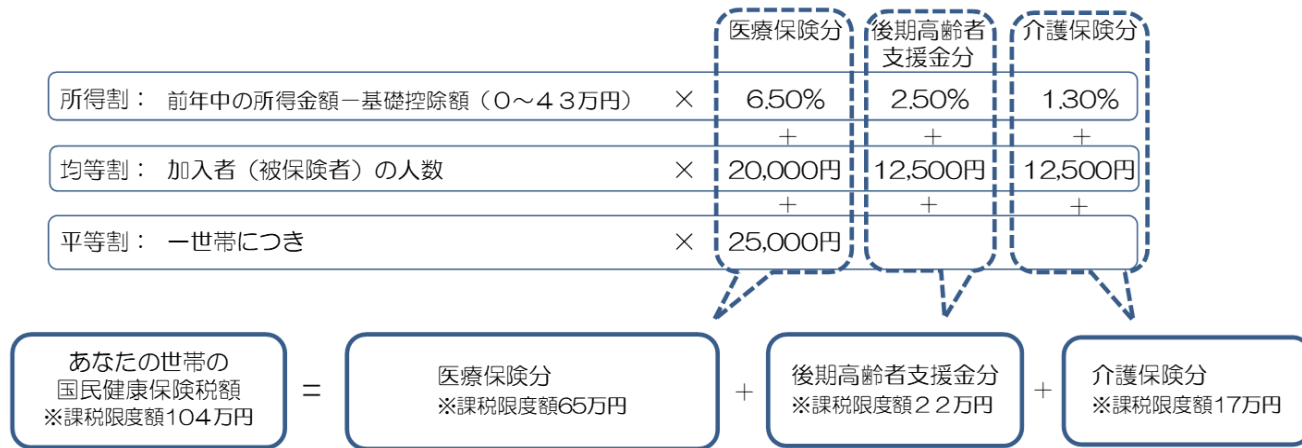 医療保険分
後期高齢者
支援金分
介護保険分
所得割： 前年中の所得金額－基礎控除額（０～４３万円） × 6.50% 2.50% 1.30%
+ + +
均等割： 加入者（被保険者）の人数 × 20,000円 12,500円 12,500円
+ + +
平等割： 一世帯につき × 25,000円
あなたの世帯の
国民健康保険税額
※課税限度額104万円
=
医療保険分
※課税限度額65万円
+
後期高齢者支援金分
※課税限度額２２万円
+
介護保険分
※課税限度額17万円